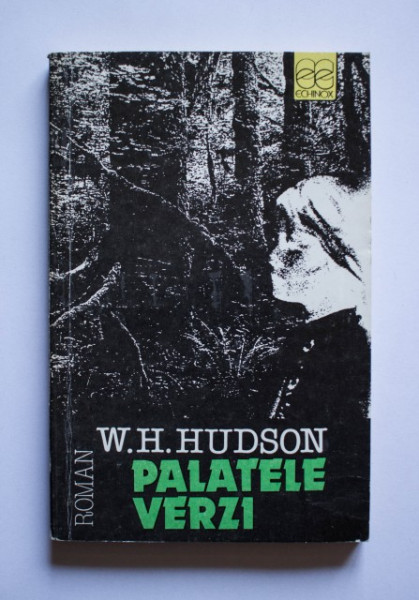 ECHINOX
W.H.HUDSON
PALATELE
VERZI
ROMAN